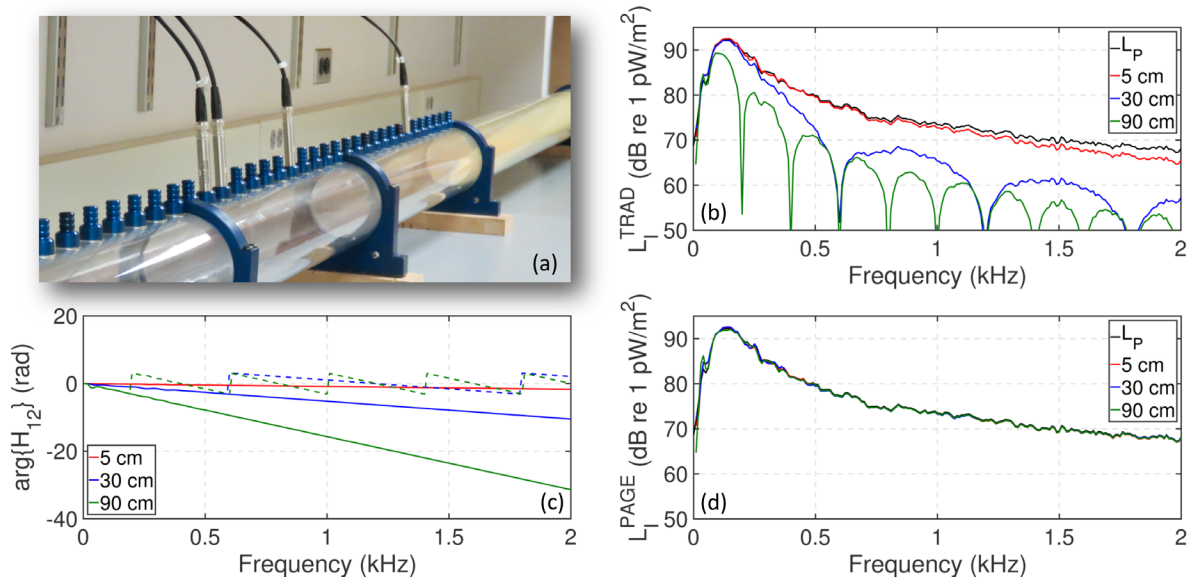 (a)
95
90
80
70
60
50
0
0.5
1
1.5
2
Frequency (kHz)
L_I^TRAD (dB re 1 pW/m²)
L_P
5 cm
30 cm
90 cm
(b)
20
0
-20
-40
0
0.5
1
1.5
2
Frequency (kHz)
arg{H_12} (rad)
5 cm
30 cm
90 cm
(c)
90
80
70
60
50
0
0.5
1
1.5
2
Frequency (kHz)
L_I^PAGE (dB re 1 pW/m²)
L_P
5 cm
30 cm
90 cm
(d)